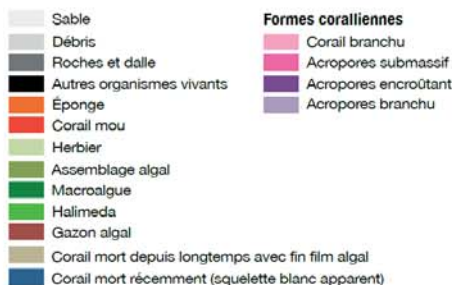 Sable
Débris
Roches et dalle
Autres organismes vivants
Éponge
Corail mou
Herbier
Assemblage algal
Macroalgue
Halimeda
Gazon algal
Corail mort depuis longtemps avec fin film algal
Corail mort récemment (squelette blanc apparent)
Formes coralliennes
Corail branchu
Acropores submassif
Acropores encroûtant
Acropores branchu